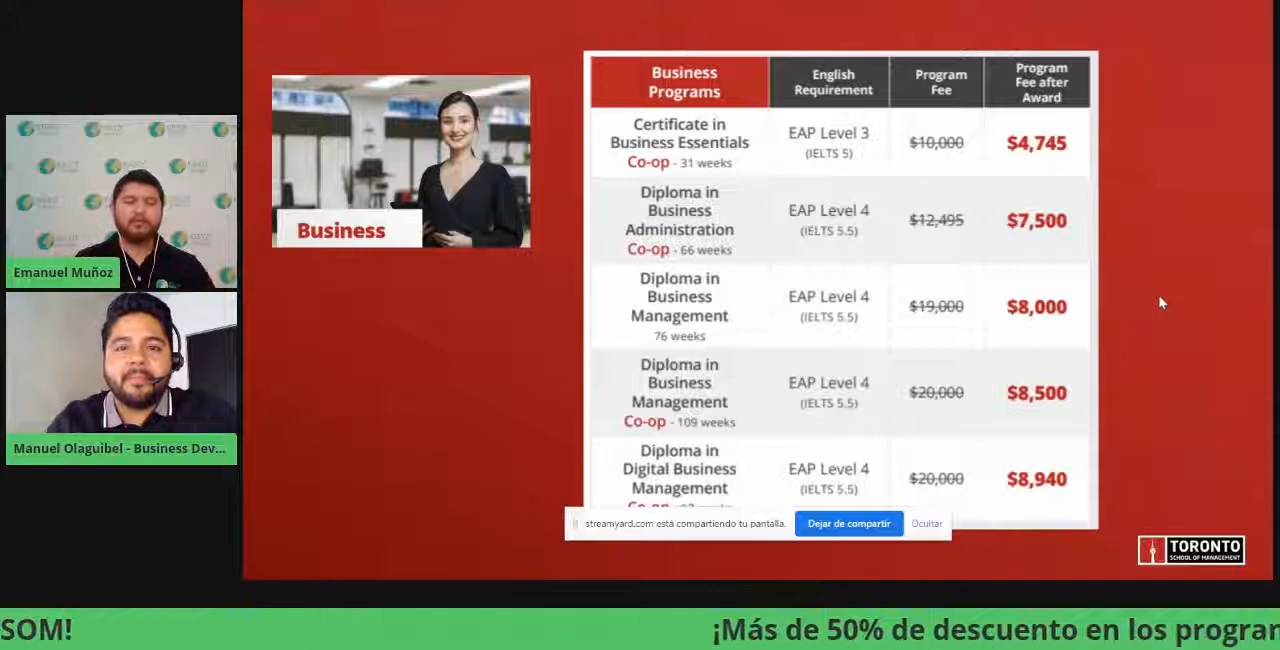 Emanuel Muñoz
Manuel Olaguibel - Business Dev...
Business
Business
Programs
English
Requirement
Program
Fee
Program
Fee after
Award
Certificate in
Business Essentials
Co-op - 31 weeks
EAP Level 3
(IELTS 5)
$10,000
$4,745
Diploma in
Business
Administration
Co-op - 66 weeks
EAP Level 4
(IELTS 5.5)
$12,495
$7,500
Diploma in
Business
Management
76 weeks
EAP Level 4
(IELTS 5.5)
$19,000
$8,000
Diploma in
Business
Management
Co-op - 109 weeks
EAP Level 4
(IELTS 5.5)
$20,000
$8,500
Diploma in
Digital Business
Management
EAP Level 4
(IELTS 5.5)
$20,000
$8,940
streamyard.com está compartiendo tu pantalla.
Dejar de compartir
Ocultar
TORONTO
SCHOOL OF MANAGEMENT
SOM!
¡Más de 50% de descuento en los program